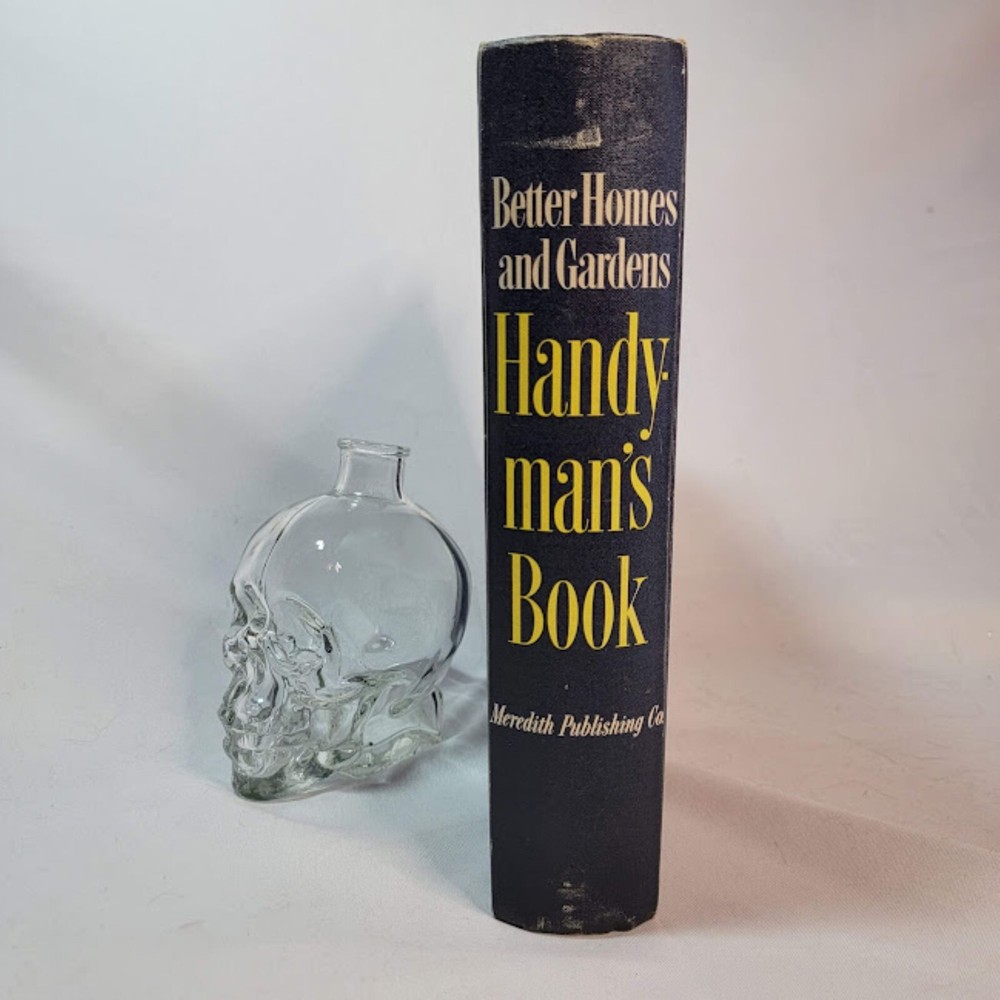 Better Homes
and Gardens
Handy-
man's
Book
Meredith Publishing Co.